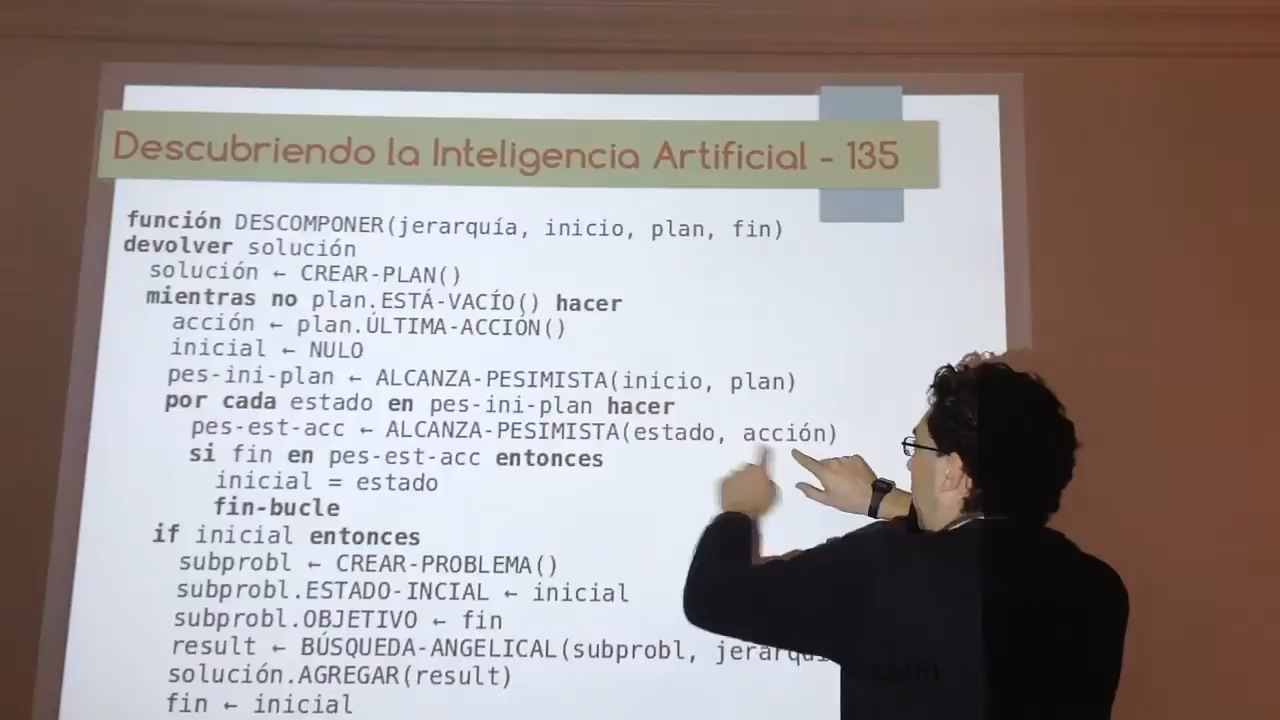 Descubriendo la Inteligencia Artificial - 135
función DESCOMPONER(jerarquía, inicio, plan, fin)
devolver solución
solución ← CREAR-PLAN()
mientras no plan.ESTÁ-VACÍO() hacer
acción ← plan.ÚLTIMA-ACCIÓN()
inicial ← NULO
pes-ini-plan ← ALCANZA-PESIMISTA(inicio, plan)
por cada estado en pes-ini-plan hacer
pes-est-acc ← ALCANZA-PESIMISTA(estado, acción)
si fin en pes-est-acc entonces
inicial = estado
fin-bucle
if inicial entonces
subprobl ← CREAR-PROBLEMA()
subprobl.ESTADO-INCIAL ← inicial
subprobl.OBJETIVO ← fin
result ← BÚSQUEDA-ANGELICAL(subprobl,
solución.AGREGAR(result)
fin ← inicial